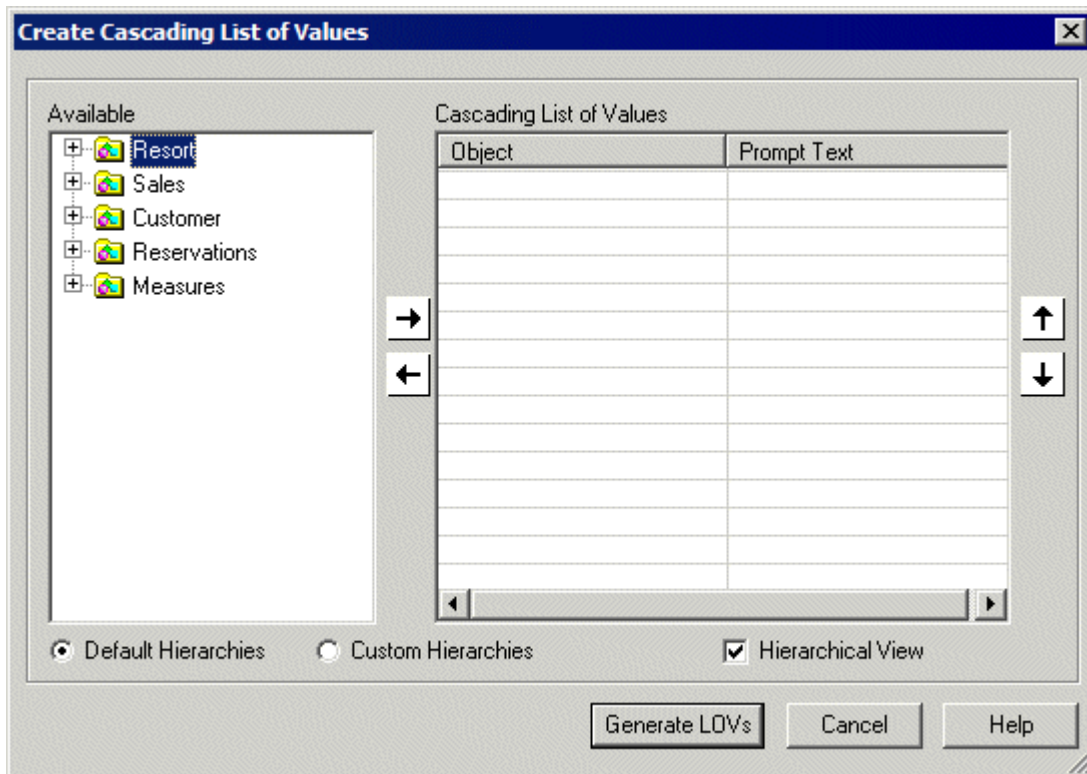 Create Cascading List of Values
Available
Cascading List of Values
Resort
Sales
Customer
Reservations
Measures
Object Prompt Text
Default Hierarchies Custom Hierarchies Hierarchical View
Generate LOVs Cancel Help